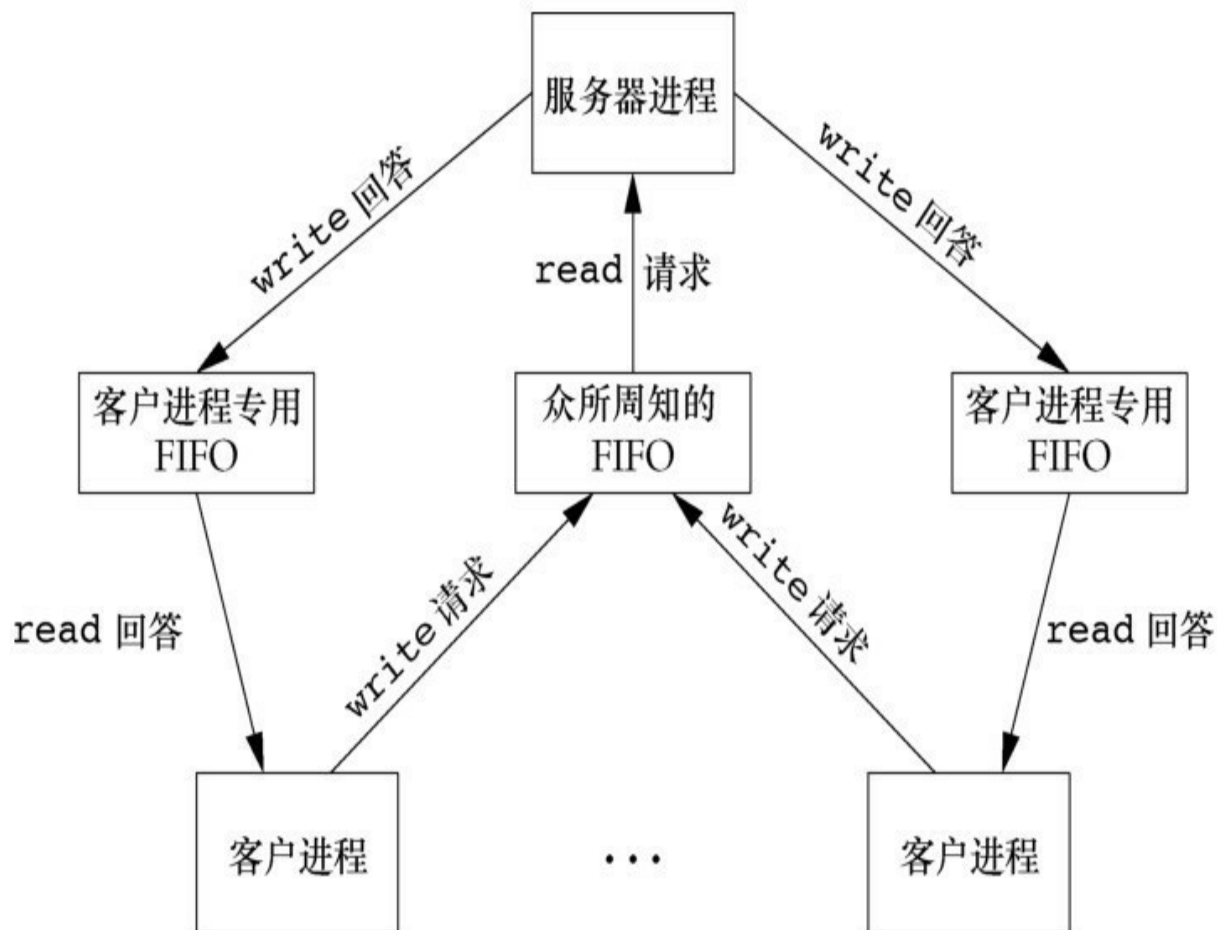 服务器进程
write 回答
write 回答
read 请求
客户进程专用
FIFO
众所周知的
FIFO
客户进程专用
FIFO
read 回答
write 请求
write 请求
read 回答
客户进程
...
客户进程